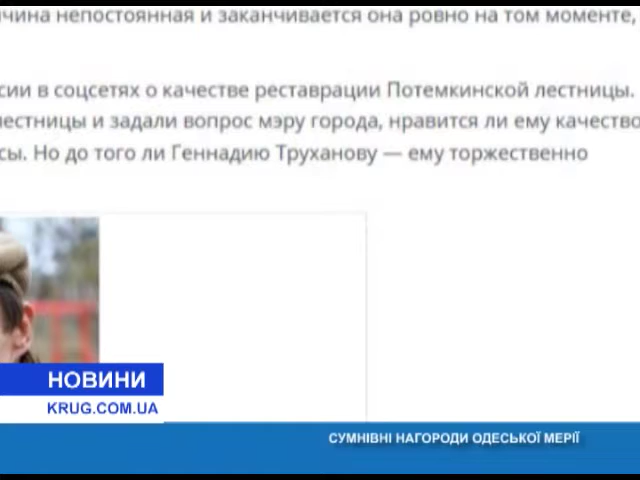 чина непостоянная и заканчивается она ровно на том моменте,
сии в соцсетях о качестве реставрации Потемкинской лестницы.
лестницы и задали вопрос мэру города, нравится ли ему качество
сы. Но до того ли Геннадию Труханову — ему торжественно
НОВИНИ
KRUG.COM.UA
СУМНІВНІ НАГОРОДИ ОДЕСЬКОЇ МЕРІЇ